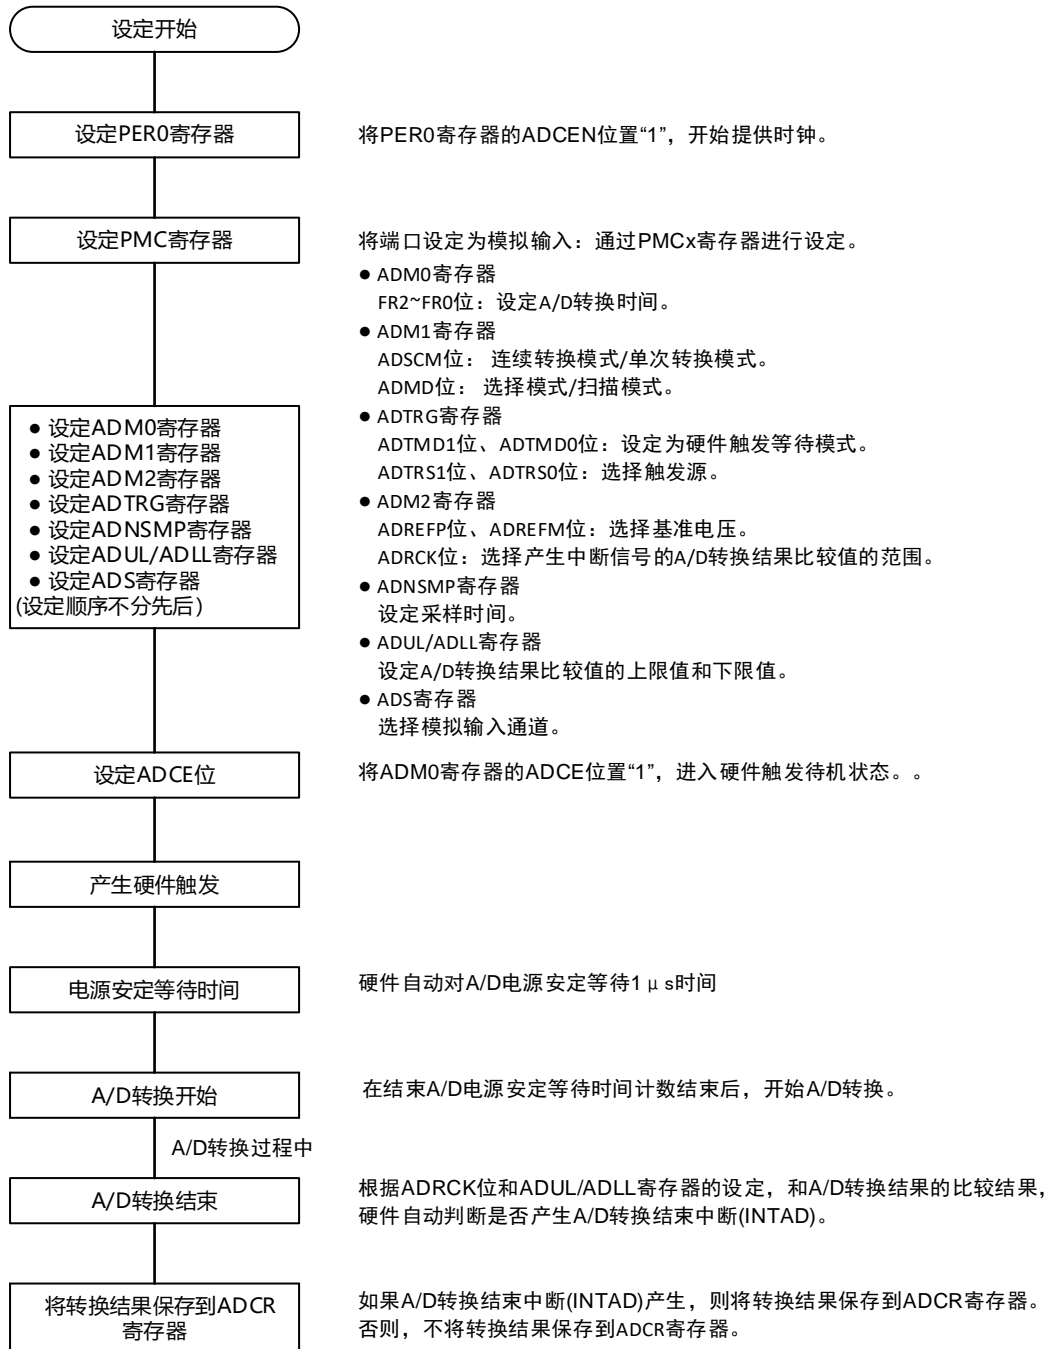 设定开始
设定PER0寄存器
将PER0寄存器的ADCEN位置“1”，开始提供时钟。
设定PMC寄存器
将端口设定为模拟输入：通过PMCx寄存器进行设定。
● ADM0寄存器
FR2~FR0位：设定A/D转换时间。
● ADM1寄存器
ADSCM位： 连续转换模式/单次转换模式。
ADMD位： 选择模式/扫描模式。
● ADTRG寄存器
ADTMD1位、ADTMD0位：设定为硬件触发等待模式。
ADTRS1位、ADTRS0位：选择触发源。
● ADM2寄存器
ADREFP位、ADREFM位：选择基准电压。
ADRCK位：选择产生中断信号的A/D转换结果比较值的范围。
● ADNSMP寄存器
设定采样时间。
● ADUL/ADLL寄存器
设定A/D转换结果比较值的上限值和下限值。
● ADS寄存器
选择模拟输入通道。
● 设定ADM0寄存器
● 设定ADM1寄存器
● 设定ADM2寄存器
● 设定ADTRG寄存器
● 设定ADNSMP寄存器
● 设定ADUL/ADLL寄存器
● 设定ADS寄存器
(设定顺序不分先后)
设定ADCE位
将ADM0寄存器的ADCE位置“1”，进入硬件触发待机状态。。
产生硬件触发
电源安定等待时间
硬件自动对A/D电源安定等待1μs时间
A/D转换开始
在结束A/D电源安定等待时间计数结束后，开始A/D转换。
A/D转换过程中
A/D转换结束
根据ADRCK位和ADUL/ADLL寄存器的设定，和A/D转换结果的比较结果，
硬件自动判断是否产生A/D转换结束中断(INTAD)。
将转换结果保存到ADCR
寄存器
如果A/D转换结束中断(INTAD)产生，则将转换结果保存到ADCR寄存器。
否则，不将转换结果保存到ADCR寄存器。